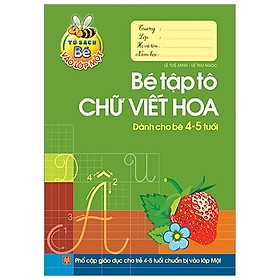 TỦ SÁCH
Bé
VÀO LỚP MỘT
Trường:
Lớp:
Họ và tên:
Năm học:
LÊ TUỆ MINH - LÊ THU NGỌC
Bé tập tô
CHỮ VIẾT HOA
Dành cho bé 4-5 tuổi
D U
Â
Phổ cập giáo dục cho trẻ 4-5 tuổi chuẩn bị vào lớp Một